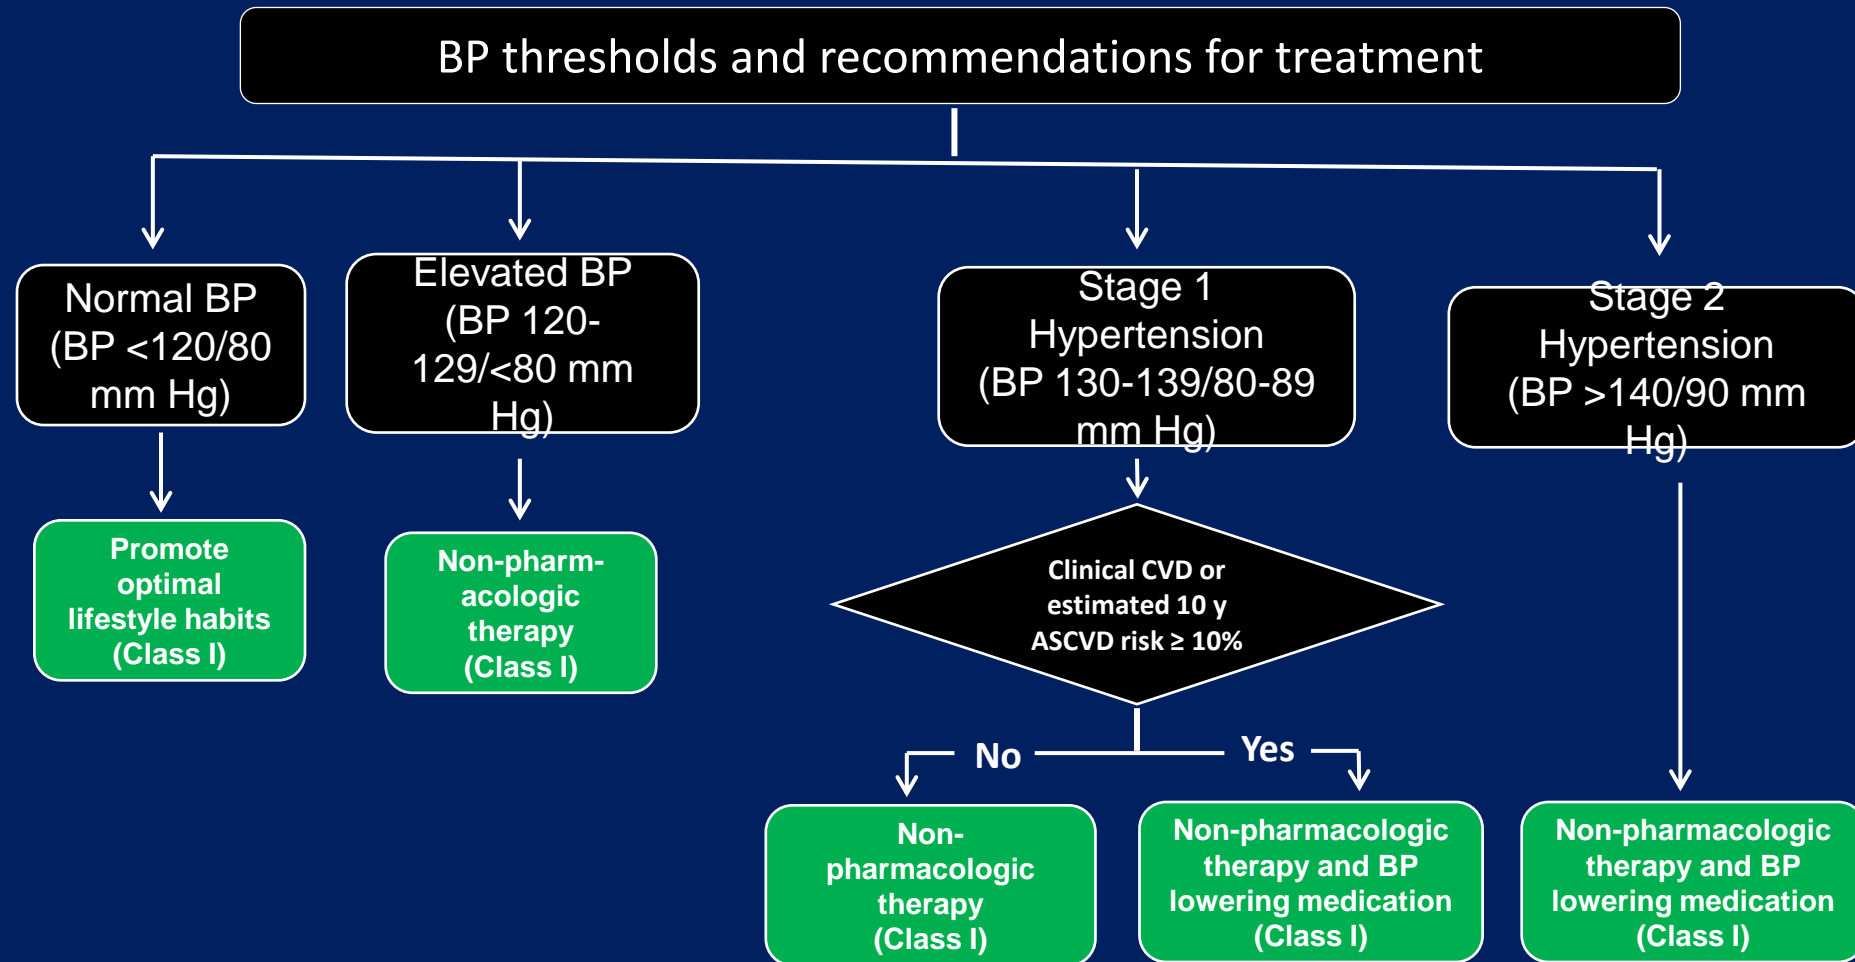 BP thresholds and recommendations for treatment
Normal BP
(BP <120/80
mm Hg)
Elevated BP
(BP 120-
129/<80 mm
Hg)
Stage 1
Hypertension
(BP 130-139/80-89
mm Hg)
Stage 2
Hypertension
(BP >140/90 mm
Hg)
Promote
optimal
lifestyle habits
(Class I)
Non-pharm-
acologic
therapy
(Class I)
Clinical CVD or
estimated 10 y
ASCVD risk ≥ 10%
No
Yes
Non-
pharmacologic
therapy
(Class I)
Non-pharmacologic
therapy and BP
lowering medication
(Class I)
Non-pharmacologic
therapy and BP
lowering medication
(Class I)